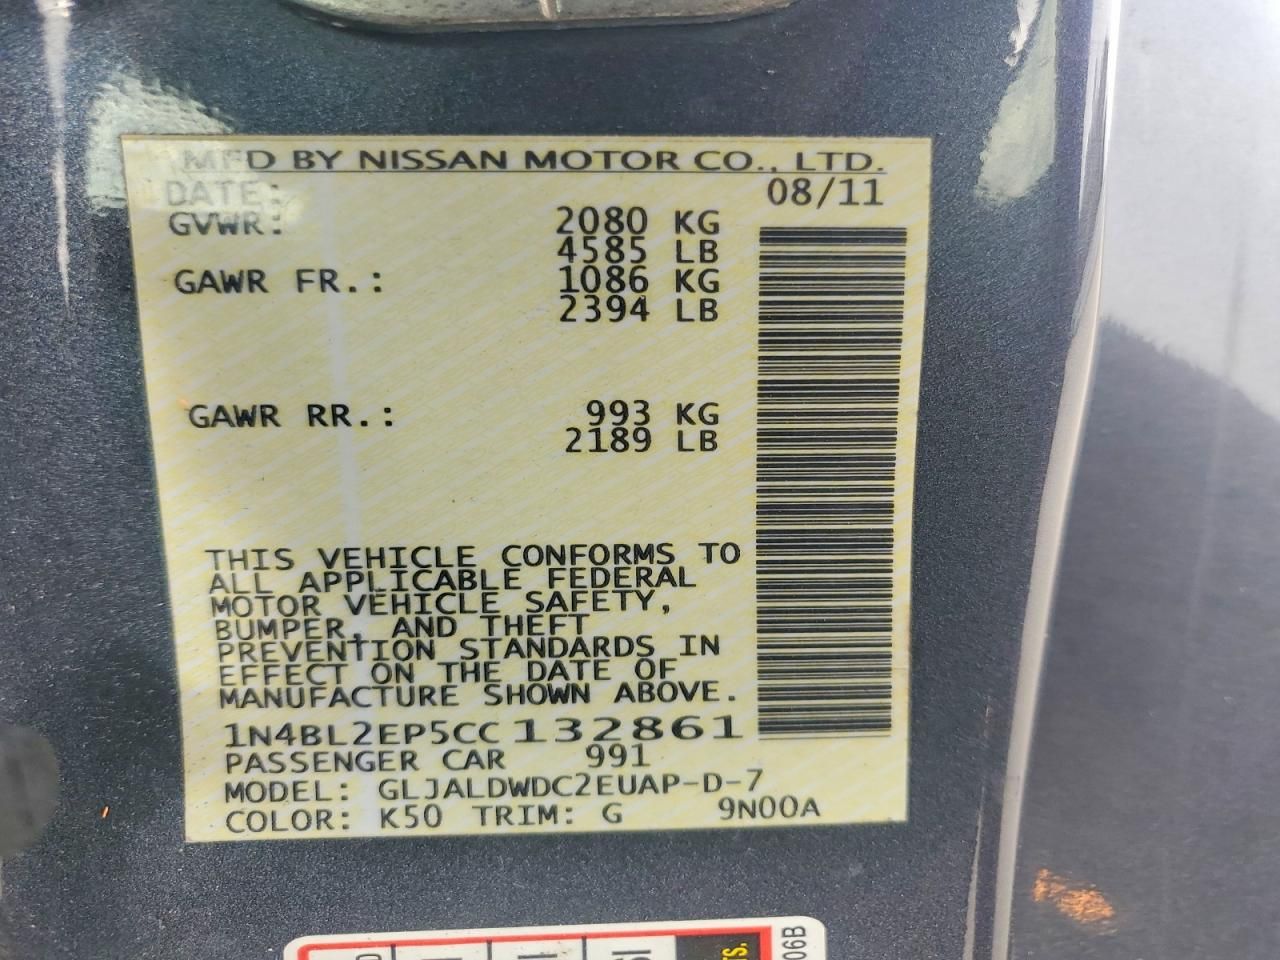 MFD BY NISSAN MOTOR CO., LTD.
DATE: 08/11
GVWR: 2080 KG
4585 LB
GAWR FR.: 1086 KG
2394 LB
GAWR RR.: 993 KG
2189 LB
THIS VEHICLE CONFORMS TO
ALL APPLICABLE FEDERAL
MOTOR VEHICLE SAFETY,
BUMPER, AND THEFT
PREVENTION STANDARDS IN
EFFECT ON THE DATE OF
MANUFACTURE SHOWN ABOVE.
1N4BL2EP5CC132861
PASSENGER CAR 991
MODEL: GLJALDWDC2EUAP-D-7
COLOR: K50 TRIM: G 9N00A
06B
TS.